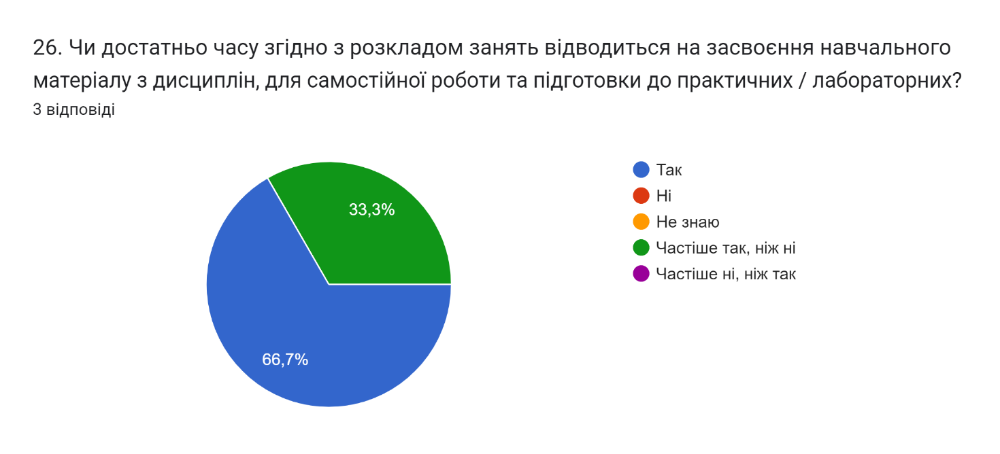 26. Чи достатньо часу згідно з розкладом занять відводиться на засвоєння навчального
матеріалу з дисциплін, для самостійної роботи та підготовки до практичних / лабораторних?
3 відповіді
33,3%
66,7%
Так
Ні
Не знаю
Частіше так, ніж ні
Частіше ні, ніж так